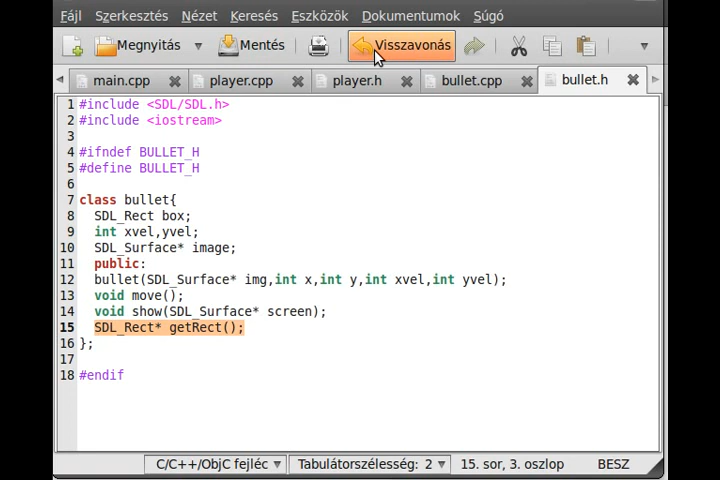 Fájl Szerkesztés Nézet Keresés Eszközök Dokumentumok Súgó
Megnyitás Mentés Visszavonás
main.cpp player.cpp player.h bullet.cpp bullet.h
1 #include <SDL/SDL.h>
2 #include <iostream>
3
4 #ifndef BULLET_H
5 #define BULLET_H
6
7 class bullet{
8 SDL_Rect box;
9 int xvel,yvel;
10 SDL_Surface* image;
11 public:
12 bullet(SDL_Surface* img,int x,int y,int xvel,int yvel);
13 void move();
14 void show(SDL_Surface* screen);
15 SDL_Rect* getRect();
16 };
17
18 #endif
C/C++/ObjC fejléc Tabulátorszélesség: 2 15. sor, 3. oszlop BESZ